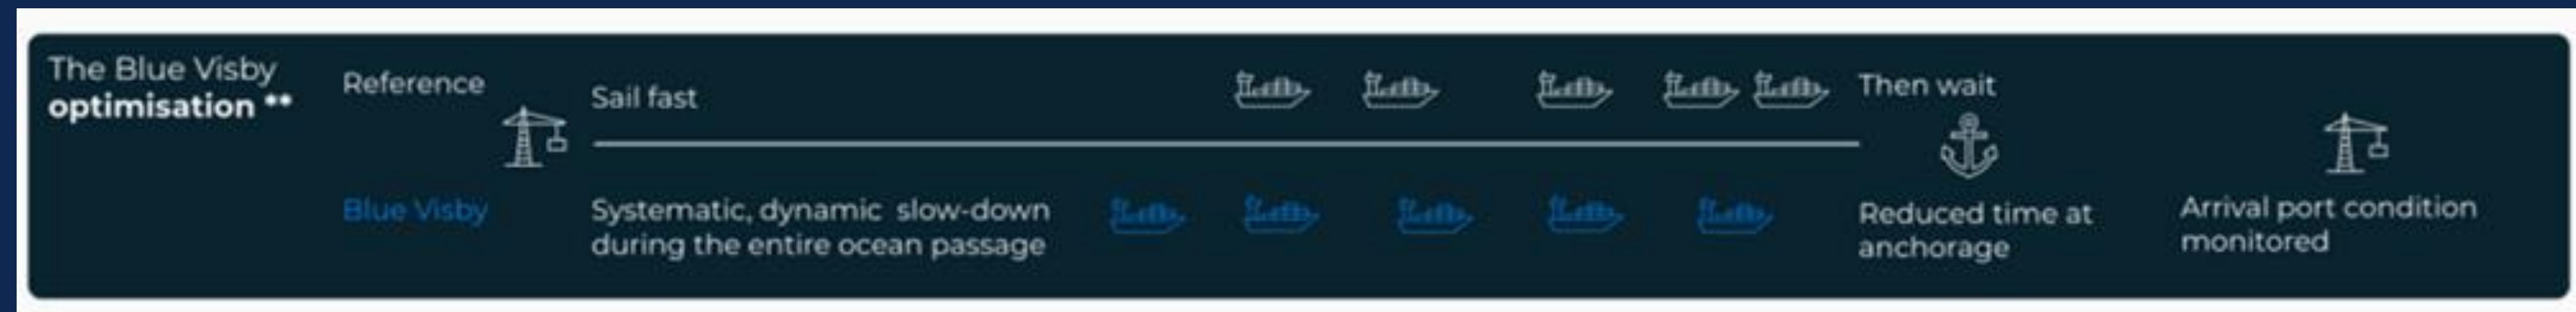 The Blue Visby
optimisation **
Reference
Sail fast
Then wait
Blue Visby
Systematic, dynamic slow-down
during the entire ocean passage
Reduced time at
anchorage
Arrival port condition
monitored